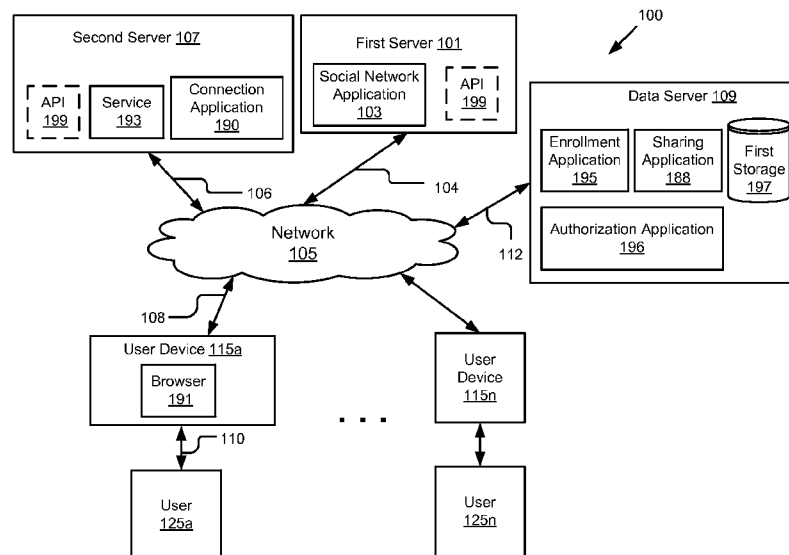 100
Second Server 107
API
199
Service
193
Connection
Application
190
First Server 101
Social Network
Application
103
API
199
Data Server 109
Enrollment
Application
195
Sharing
Application
188
First
Storage
197
Authorization Application
196
106
104
112
Network
105
108
User Device 115a
Browser
191
User
Device
115n
. . .
110
User
125a
User
125n